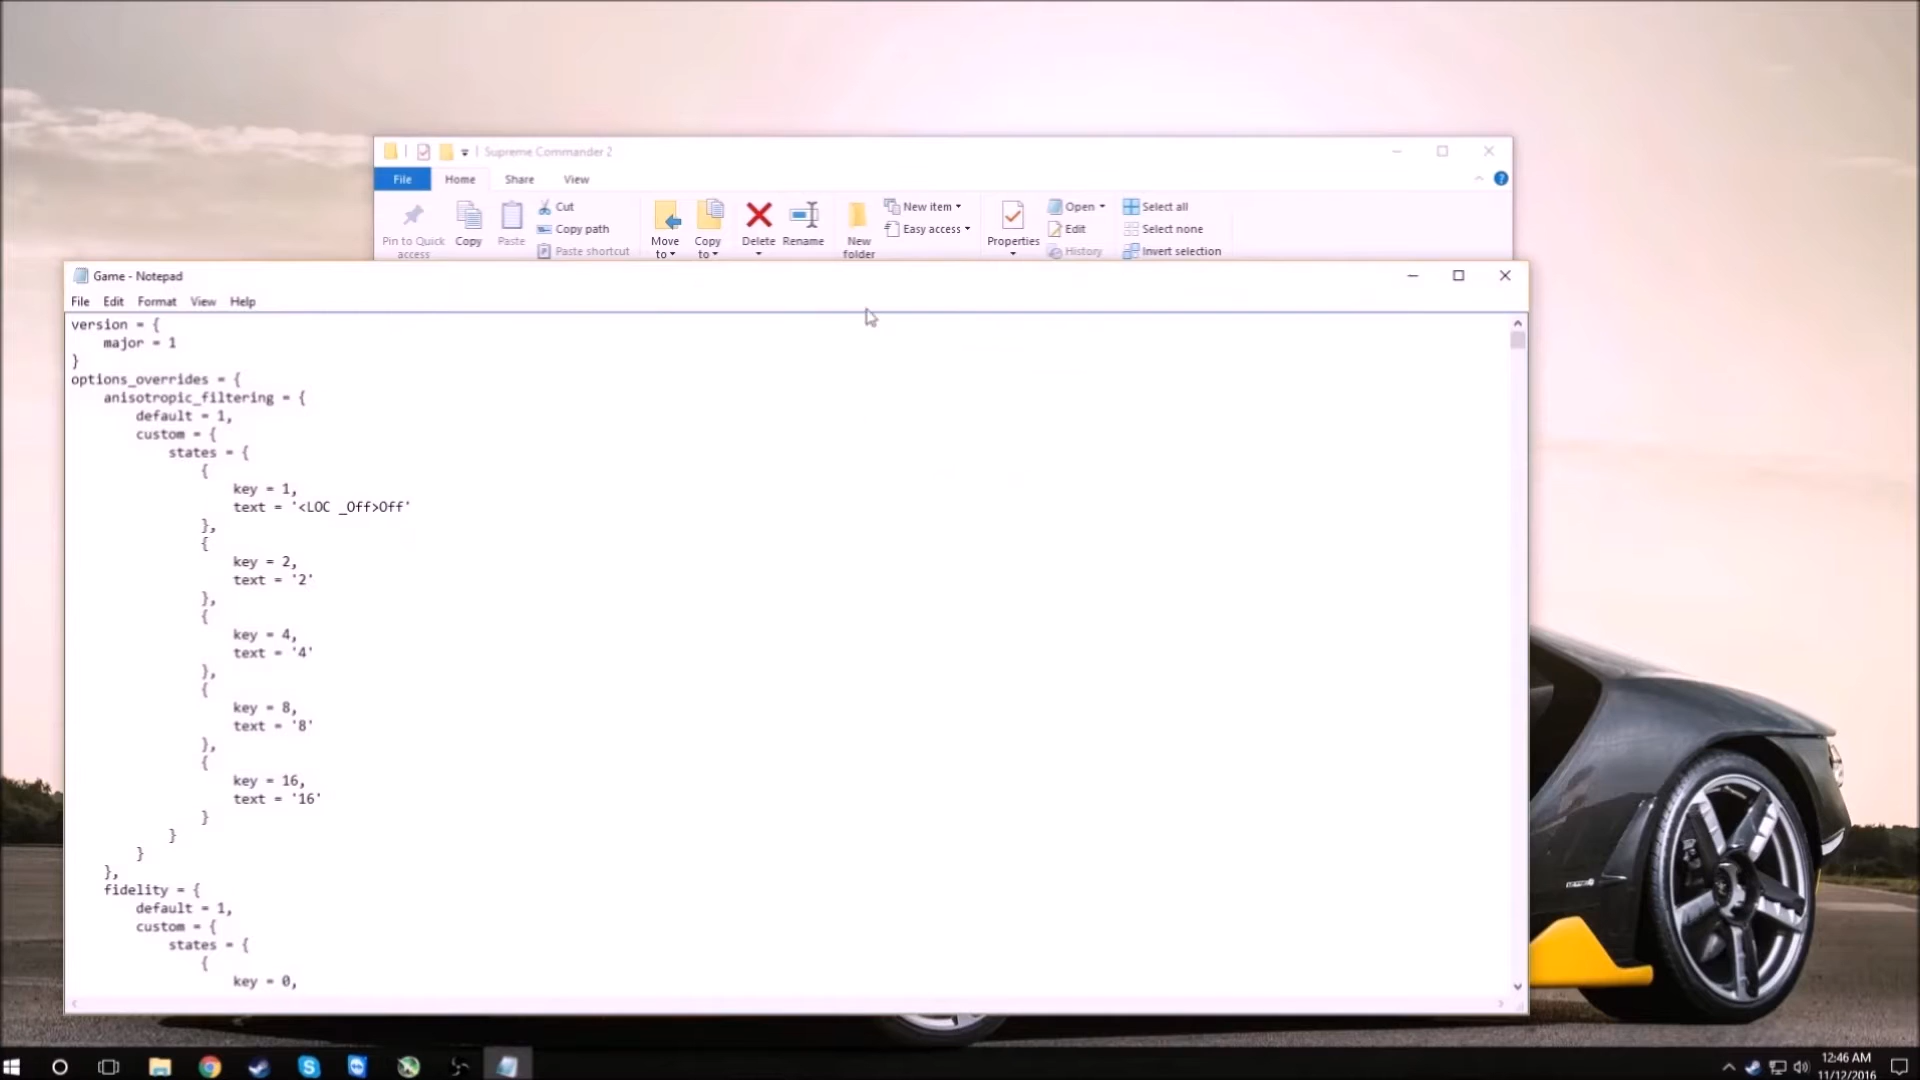 Supreme Commander 2
File Home Share View
Pin to Quick access
Copy
Paste
Cut
Copy path
Paste shortcut
Move to
Copy to
Delete
Rename
New folder
New item
Easy access
Properties
Open
Edit
History
Select all
Select none
Invert selection
Game - Notepad
File Edit Format View Help
version = {
major = 1
}
options_overrides = {
anisotropic_filtering = {
default = 1,
custom = {
states = {
{
key = 1,
text = '<LOC _Off>Off'
},
{
key = 2,
text = '2'
},
{
key = 4,
text = '4'
},
{
key = 8,
text = '8'
},
{
key = 16,
text = '16'
}
}
}
},
fidelity = {
default = 1,
custom = {
states = {
{
key = 0,
12:46 AM
11/12/2016